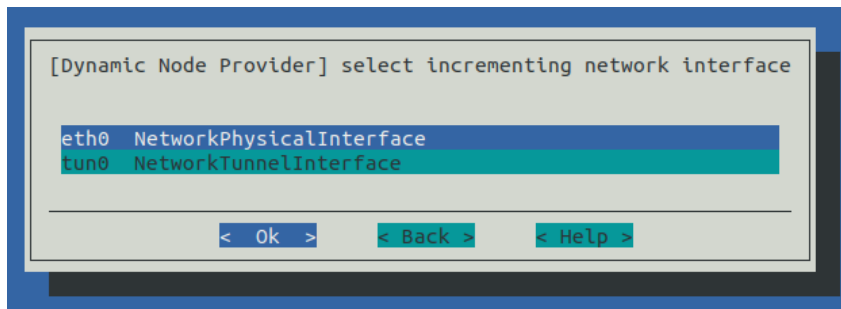 [Dynamic Node Provider] select incrementing network interface
eth0  NetworkPhysicalInterface
tun0  NetworkTunnelInterface
<  Ok  >     < Back >     < Help >